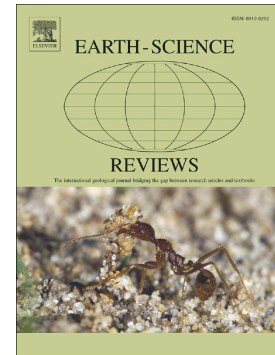 ISSN: 0012-8252
ELSEVIER
EARTH-SCIENCE
REVIEWS
The international geological journal bridging the gap between research articles and textbooks